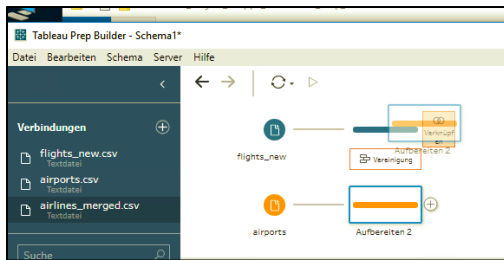 Tableau Prep Builder - Schema1*
Datei Bearbeiten Schema Server Hilfe
Verbindungen
flights_new.csv
Textdatei
airports.csv
Textdatei
airlines_merged.csv
Textdatei
Suche
flights_new
Verknüpf
en
Aufbereiten 2
Vereinigung
airports
Aufbereiten 2